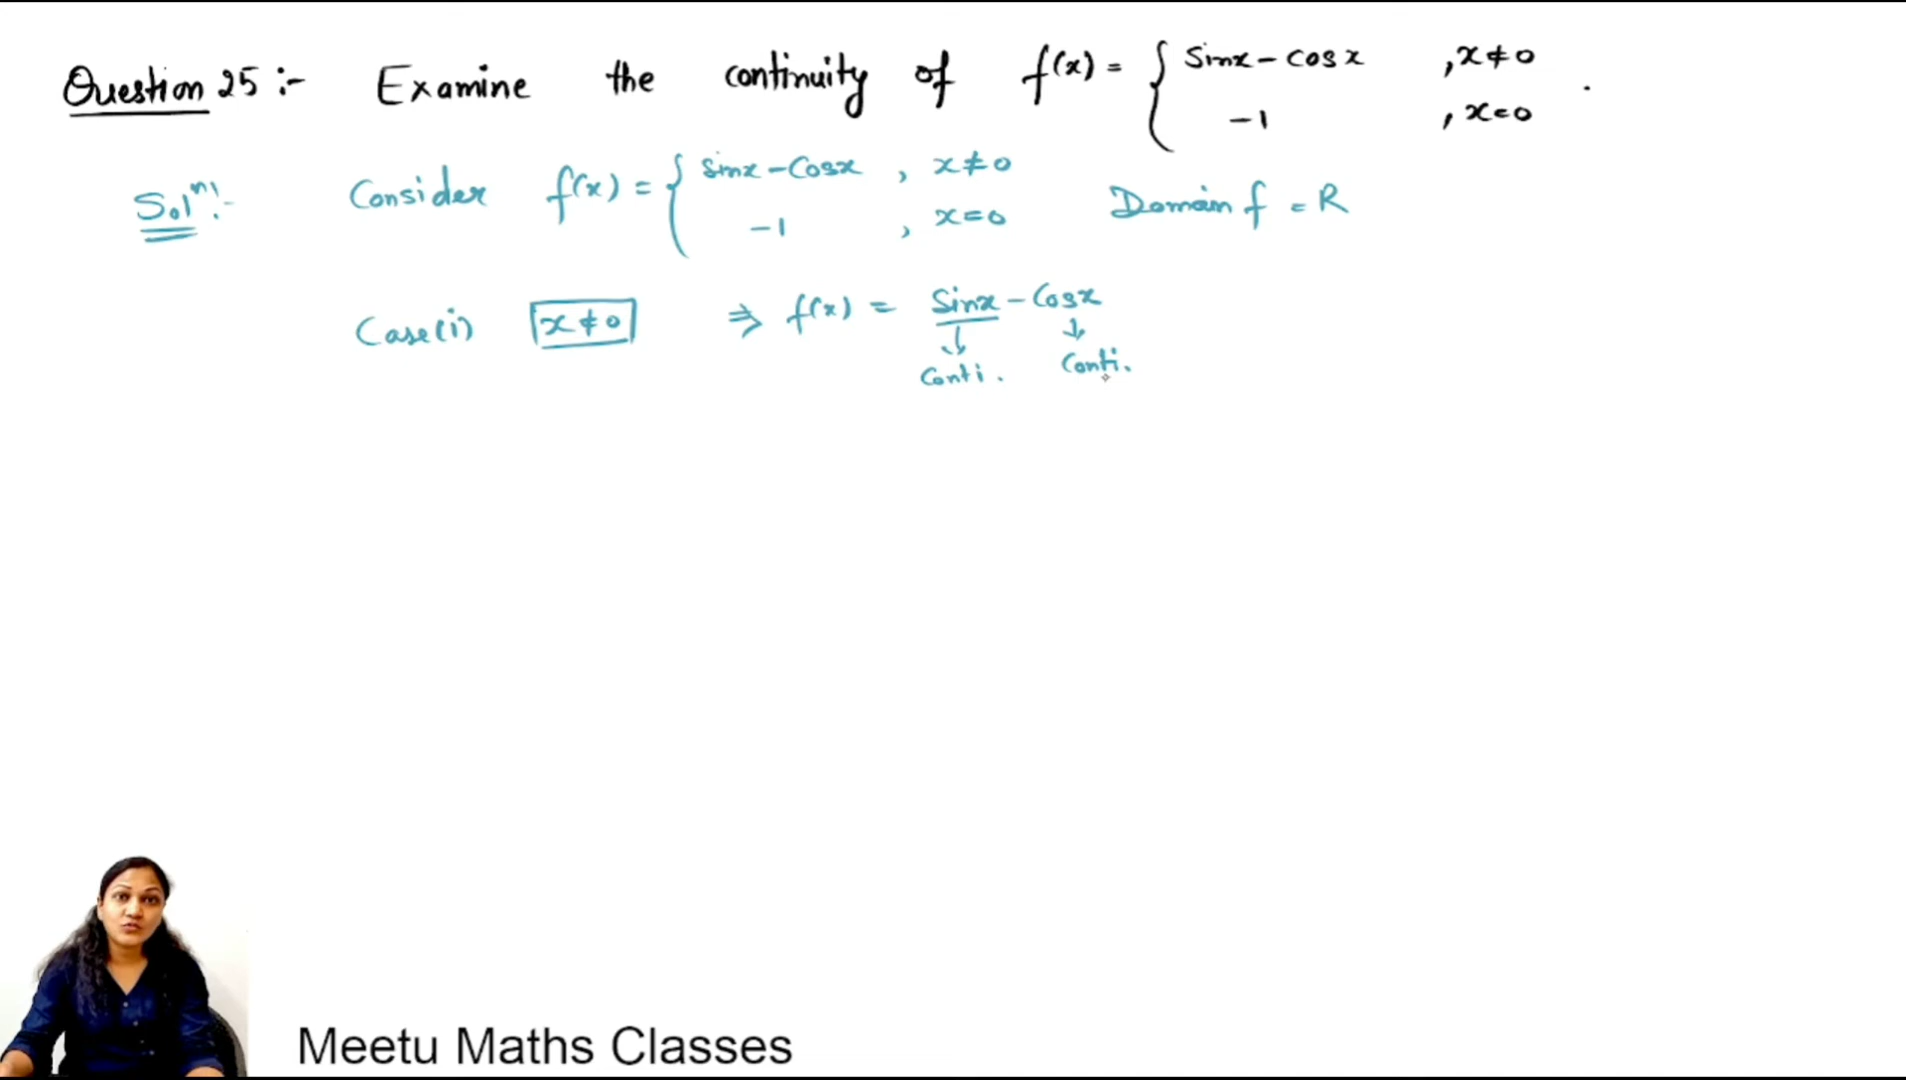 Question 25 :- Examine the continuity of f(x) = { sinx - cosx , x≠0
-1 , x=0 .
Solⁿ:- Consider f(x) = { sinx - Cosx , x≠0
-1 , x=0
Domain f = R
Case(i) x≠0 ⇒ f(x) = Sinx - Cosx
↓ ↓
Conti. Conti.
Meetu Maths Classes